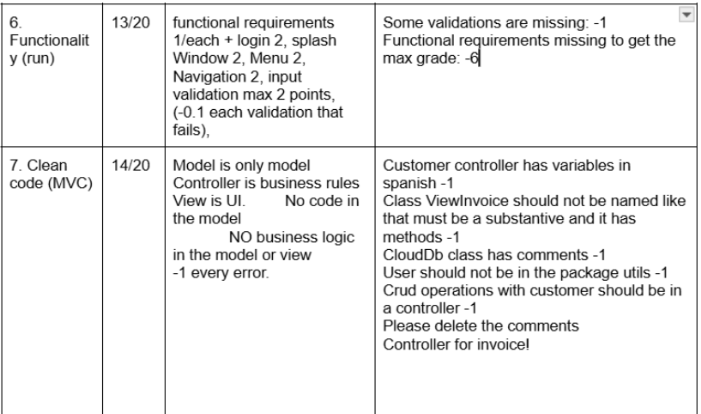 6.
Functionalit
y (run)
13/20
functional requirements
1/each + login 2, splash
Window 2, Menu 2,
Navigation 2, input
validation max 2 points,
(-0.1 each validation that
fails),
Some validations are missing: -1
Functional requirements missing to get the
max grade: -6
7. Clean
code (MVC)
14/20
Model is only model
Controller is business rules
View is UI. No code in
the model
NO business logic
in the model or view
-1 every error.
Customer controller has variables in
spanish -1
Class ViewInvoice should not be named like
that must be a substantive and it has
methods -1
CloudDb class has comments -1
User should not be in the package utils -1
Crud operations with customer should be in
a controller -1
Please delete the comments
Controller for invoice!